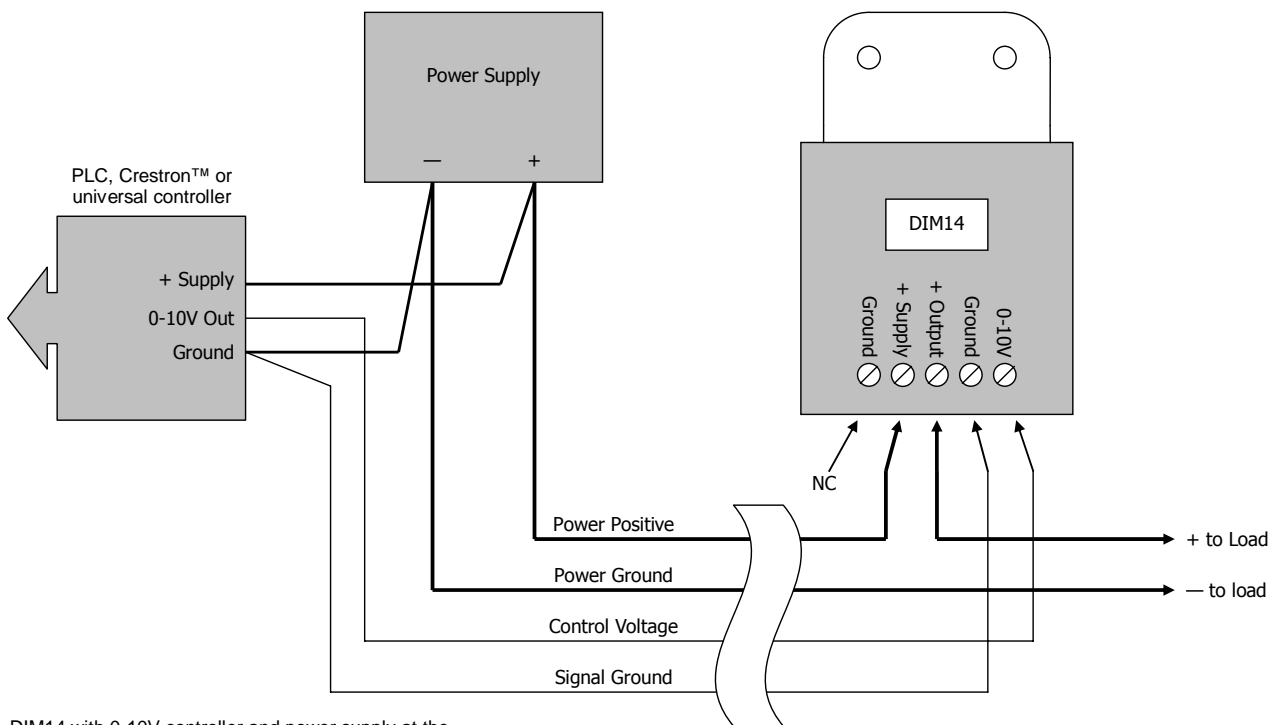 Power Supply
— +
PLC, Crestron™ or
universal controller
+ Supply
0-10V Out
Ground
DIM14
Ground
+ Supply
+ Output
Ground
0-10V
NC
Power Positive
+ to Load
Power Ground
— to load
Control Voltage
Signal Ground
DIM14 with 0-10V controller and power supply at the